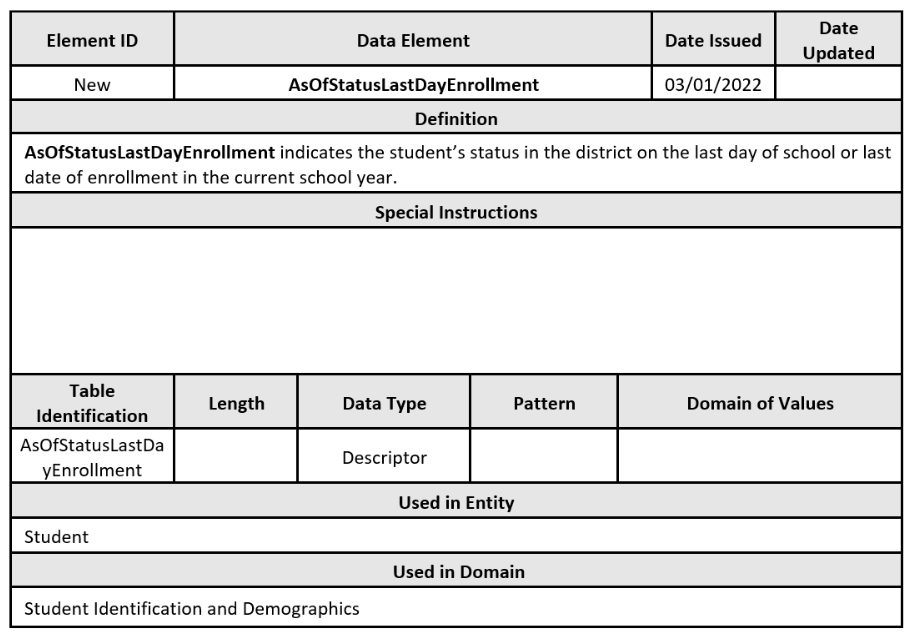 Element ID
Data Element
Date Issued
Date
Updated
New
AsOfStatusLastDayEnrollment
03/01/2022
Definition
AsOfStatusLastDayEnrollment indicates the student’s status in the district on the last day of school or last
date of enrollment in the current school year.
Special Instructions
Table
Identification
Length
Data Type
Pattern
Domain of Values
AsOfStatusLastDa
yEnrollment
Descriptor
Used in Entity
Student
Used in Domain
Student Identification and Demographics